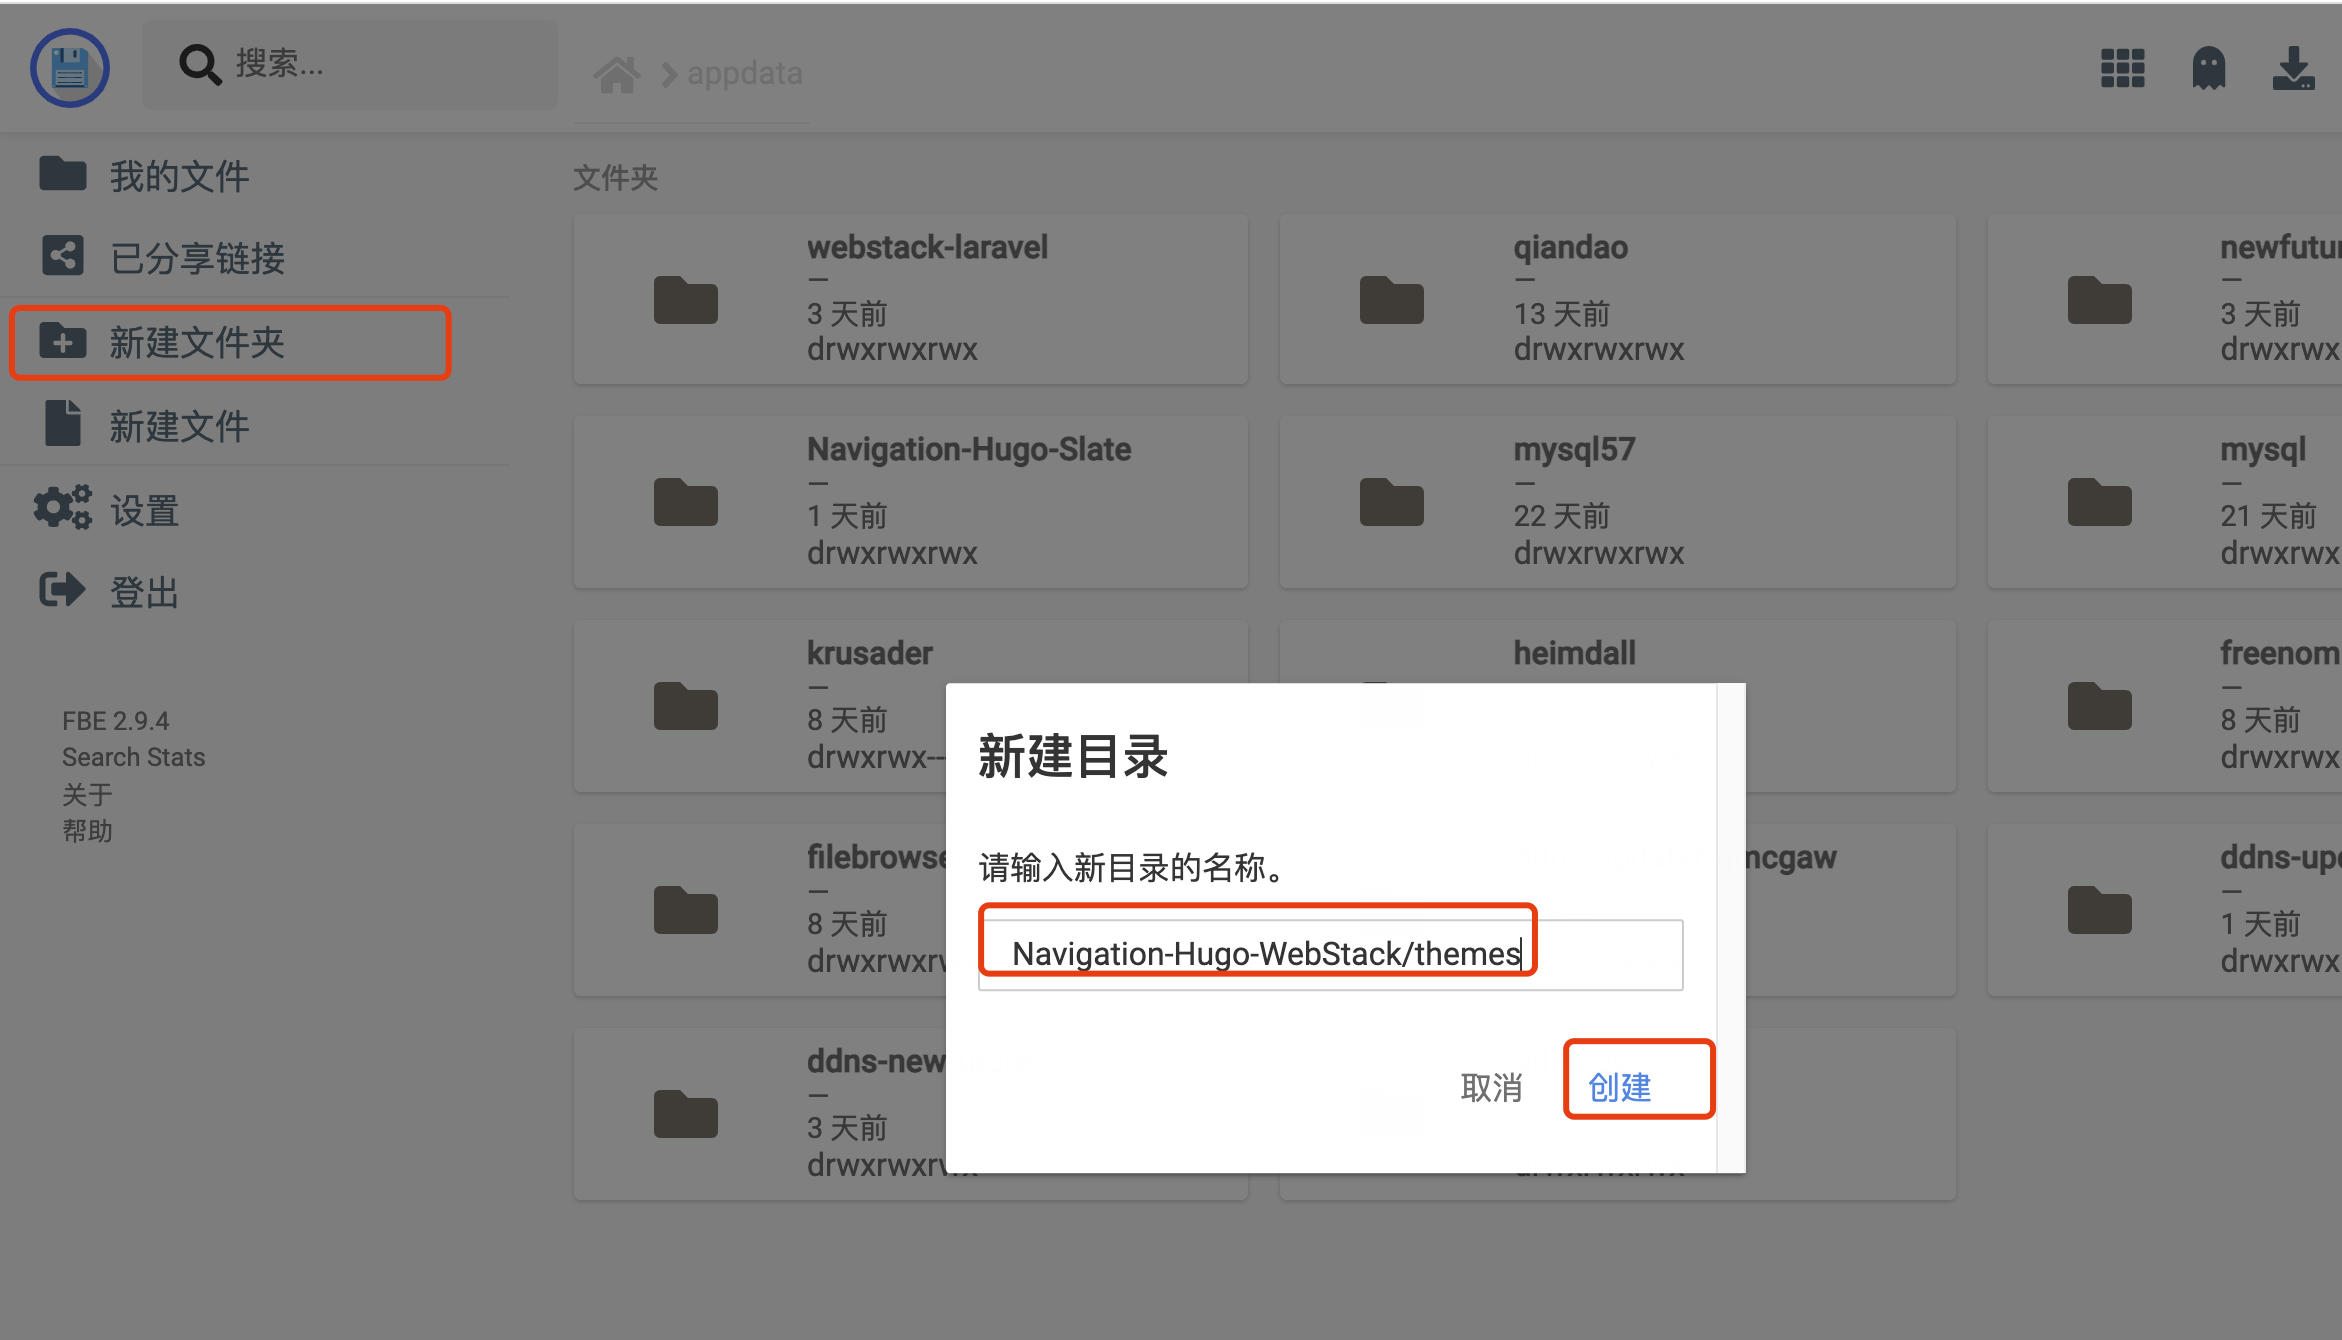 搜索...
appdata
我的文件
已分享链接
新建文件夹
新建文件
设置
登出
FBE 2.9.4
Search Stats
关于
帮助
文件夹
webstack-laravel
—
3 天前
drwxrwxrwx
qiandao
—
13 天前
drwxrwxrwx
newfutur
—
3 天前
drwxrwx
Navigation-Hugo-Slate
—
1 天前
drwxrwxrwx
mysql57
—
22 天前
drwxrwxrwx
mysql
—
21 天前
drwxrwx
krusader
—
8 天前
drwxrwx--
heimdall
freenom
—
8 天前
drwxrwx
filebrowse
—
8 天前
drwxrwx
mcgaw
ddns-upd
—
1 天前
drwxrwx
ddns-new
—
3 天前
drwxrwxrwx
新建目录
请输入新目录的名称。
Navigation-Hugo-WebStack/themes
取消
创建